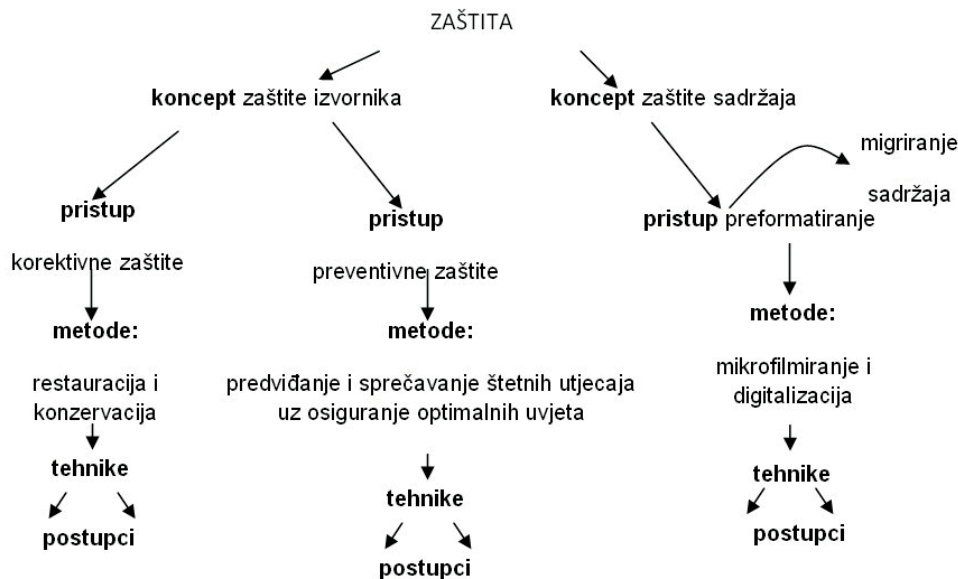 ZAŠTITA
koncept zaštite izvornika
koncept zaštite sadržaja
migriranje
sadržaja
pristup
korektivne zaštite
pristup
preventivne zaštite
pristup preformatiranje
metode:
restauracija i
konzervacija
metode:
predviđanje i sprečavanje štetnih utjecaja
uz osiguranje optimalnih uvjeta
metode:
mikrofilmiranje i
digitalizacija
tehnike
postupci
tehnike
postupci
tehnike
postupci